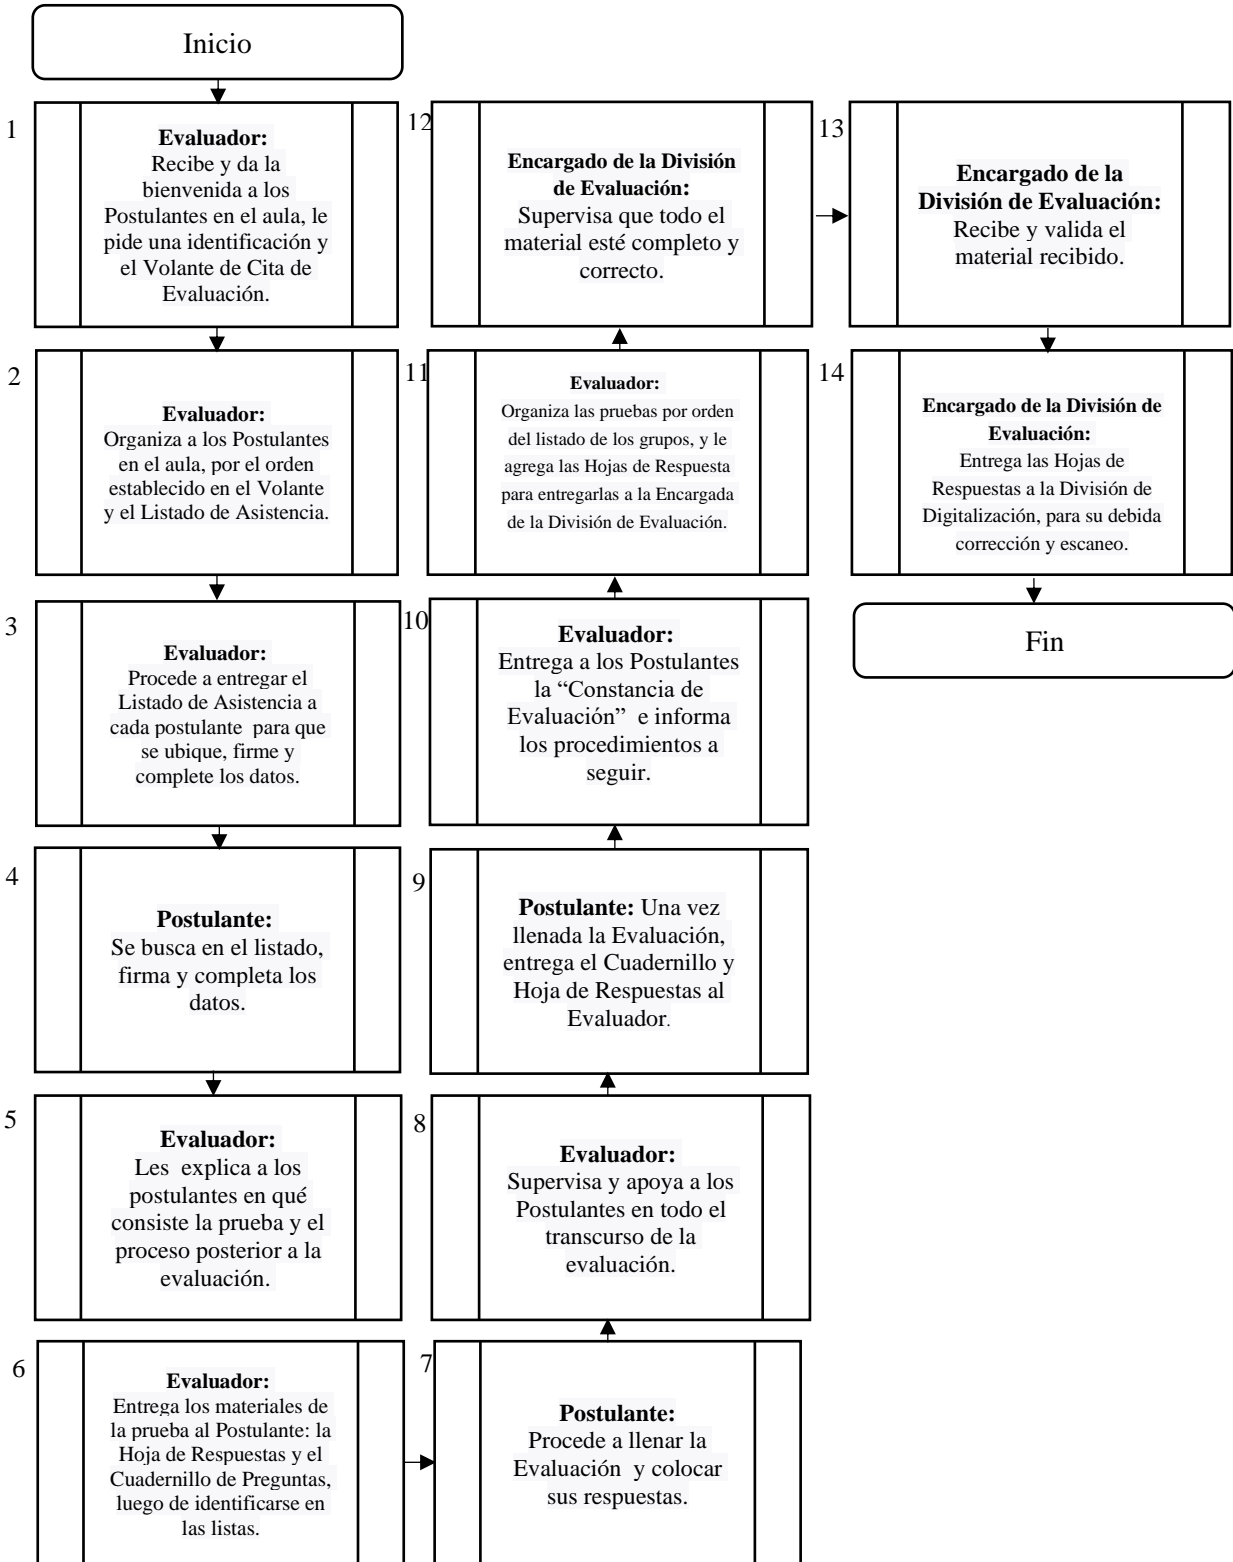 Inicio
1
Evaluador:
Recibe y da la
bienvenida a los
Postulantes en el aula, le
pide una identificación y
el Volante de Cita de
Evaluación.
2
Evaluador:
Organiza a los Postulantes
en el aula, por el orden
establecido en el Volante
y el Listado de Asistencia.
3
Evaluador:
Procede a entregar el
Listado de Asistencia a
cada postulante para que
se ubique, firme y
complete los datos.
4
Postulante:
Se busca en el listado,
firma y completa los
datos.
5
Evaluador:
Les explica a los
postulantes en qué
consiste la prueba y el
proceso posterior a la
evaluación.
6
Evaluador:
Entrega los materiales de
la prueba al Postulante: la
Hoja de Respuestas y el
Cuadernillo de Preguntas,
luego de identificarse en
las listas.
7
Postulante:
Procede a llenar la
Evaluación y colocar
sus respuestas.
8
Evaluador:
Supervisa y apoya a los
Postulantes en todo el
transcurso de la
evaluación.
9
Postulante: Una vez
llenada la Evaluación,
entrega el Cuadernillo y
Hoja de Respuestas al
Evaluador.
10
Evaluador:
Entrega a los Postulantes
la “Constancia de
Evaluación” e informa
los procedimientos a
seguir.
11
Evaluador:
Organiza las pruebas por orden
del listado de los grupos, y le
agrega las Hojas de Respuesta
para entregarlas a la Encargada
de la División de Evaluación.
12
Encargado de la División
de Evaluación:
Supervisa que todo el
material esté completo y
correcto.
13
Encargado de la
División de Evaluación:
Recibe y valida el
material recibido.
14
Encargado de la División de
Evaluación:
Entrega las Hojas de
Respuestas a la División de
Digitalización, para su debida
corrección y escaneo.
Fin